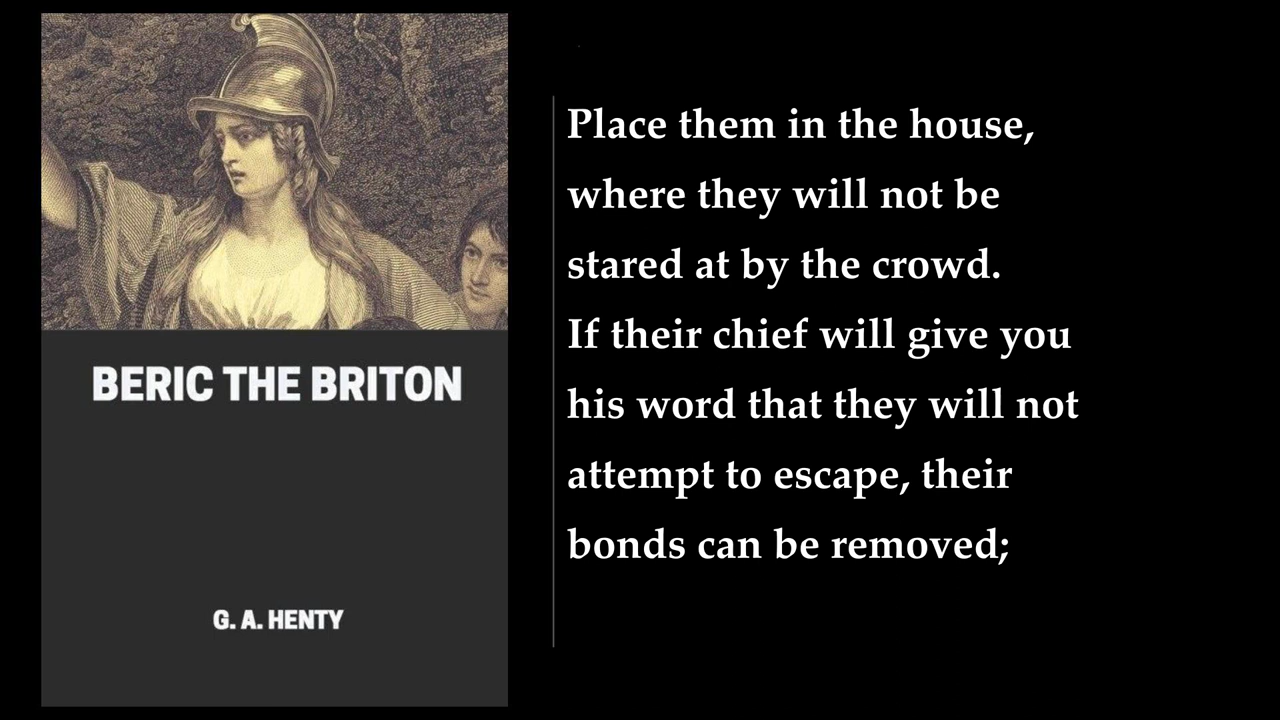 BERIC THE BRITON
G. A. HENTY
Place them in the house,
where they will not be
stared at by the crowd.
If their chief will give you
his word that they will not
attempt to escape, their
bonds can be removed;